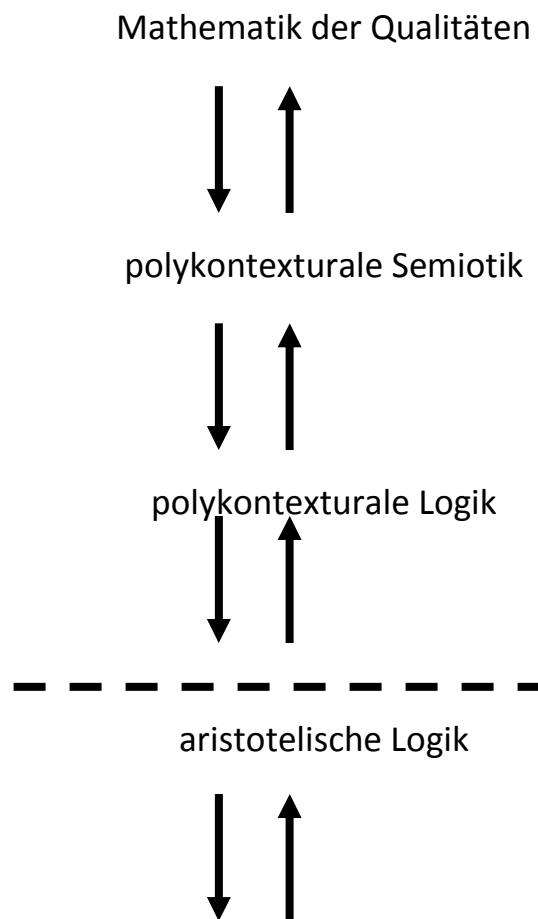 Mathematik der Qualitäten
polykontexturale Semiotik
polykontexturale Logik
aristotelische Logik